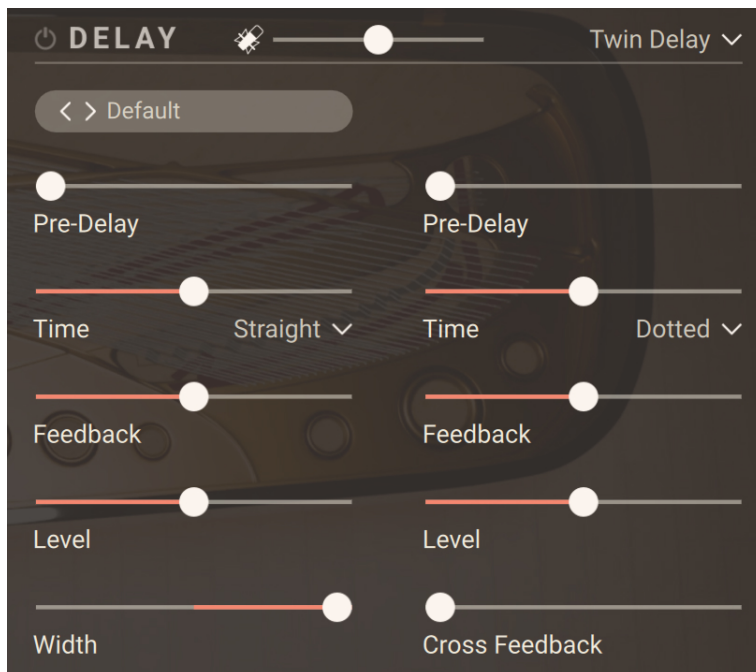 DELAY Twin Delay
Default
Pre-Delay Pre-Delay
Time Straight Time Dotted
Feedback Feedback
Level Level
Width Cross Feedback